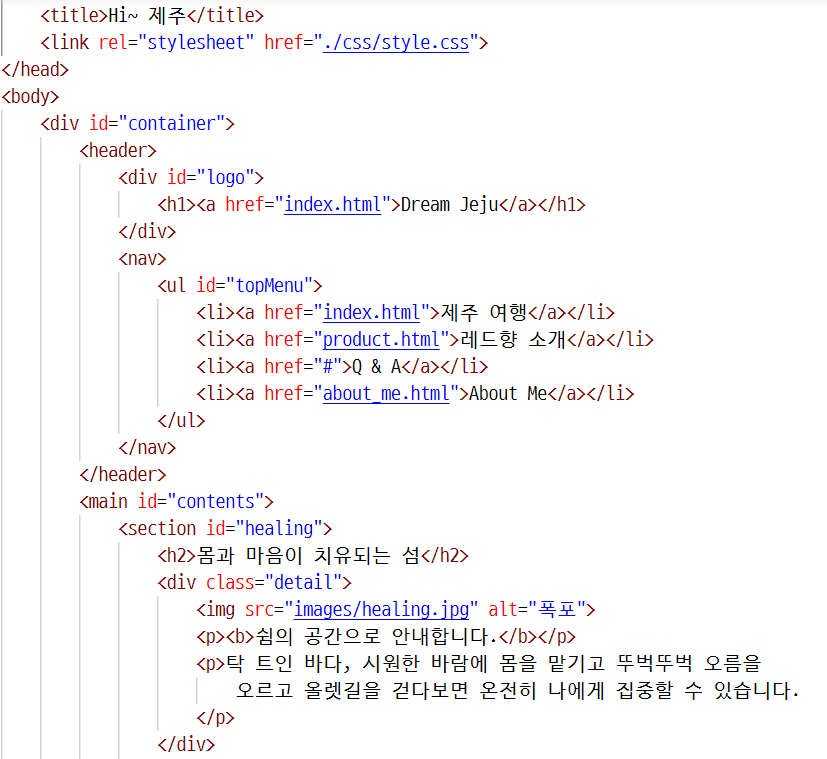 <title>Hi~ 제주</title>
<link rel="stylesheet" href="./css/style.css">
</head>
<body>
<div id="container">
<header>
<div id="logo">
<h1><a href="index.html">Dream Jeju</a></h1>
</div>
<nav>
<ul id="topMenu">
<li><a href="index.html">제주 여행</a></li>
<li><a href="product.html">레드향 소개</a></li>
<li><a href="#">Q & A</a></li>
<li><a href="about_me.html">About Me</a></li>
</ul>
</nav>
</header>
<main id="contents">
<section id="healing">
<h2>몸과 마음이 치유되는 섬</h2>
<div class="detail">
<img src="images/healing.jpg" alt="폭포">
<p><b>쉼의 공간으로 안내합니다.</b></p>
<p>탁 트인 바다, 시원한 바람에 몸을 맡기고 뚜벅뚜벅 오름을
오르고 올렛길을 걷다보면 온전히 나에게 집중할 수 있습니다.
</p>
</div>